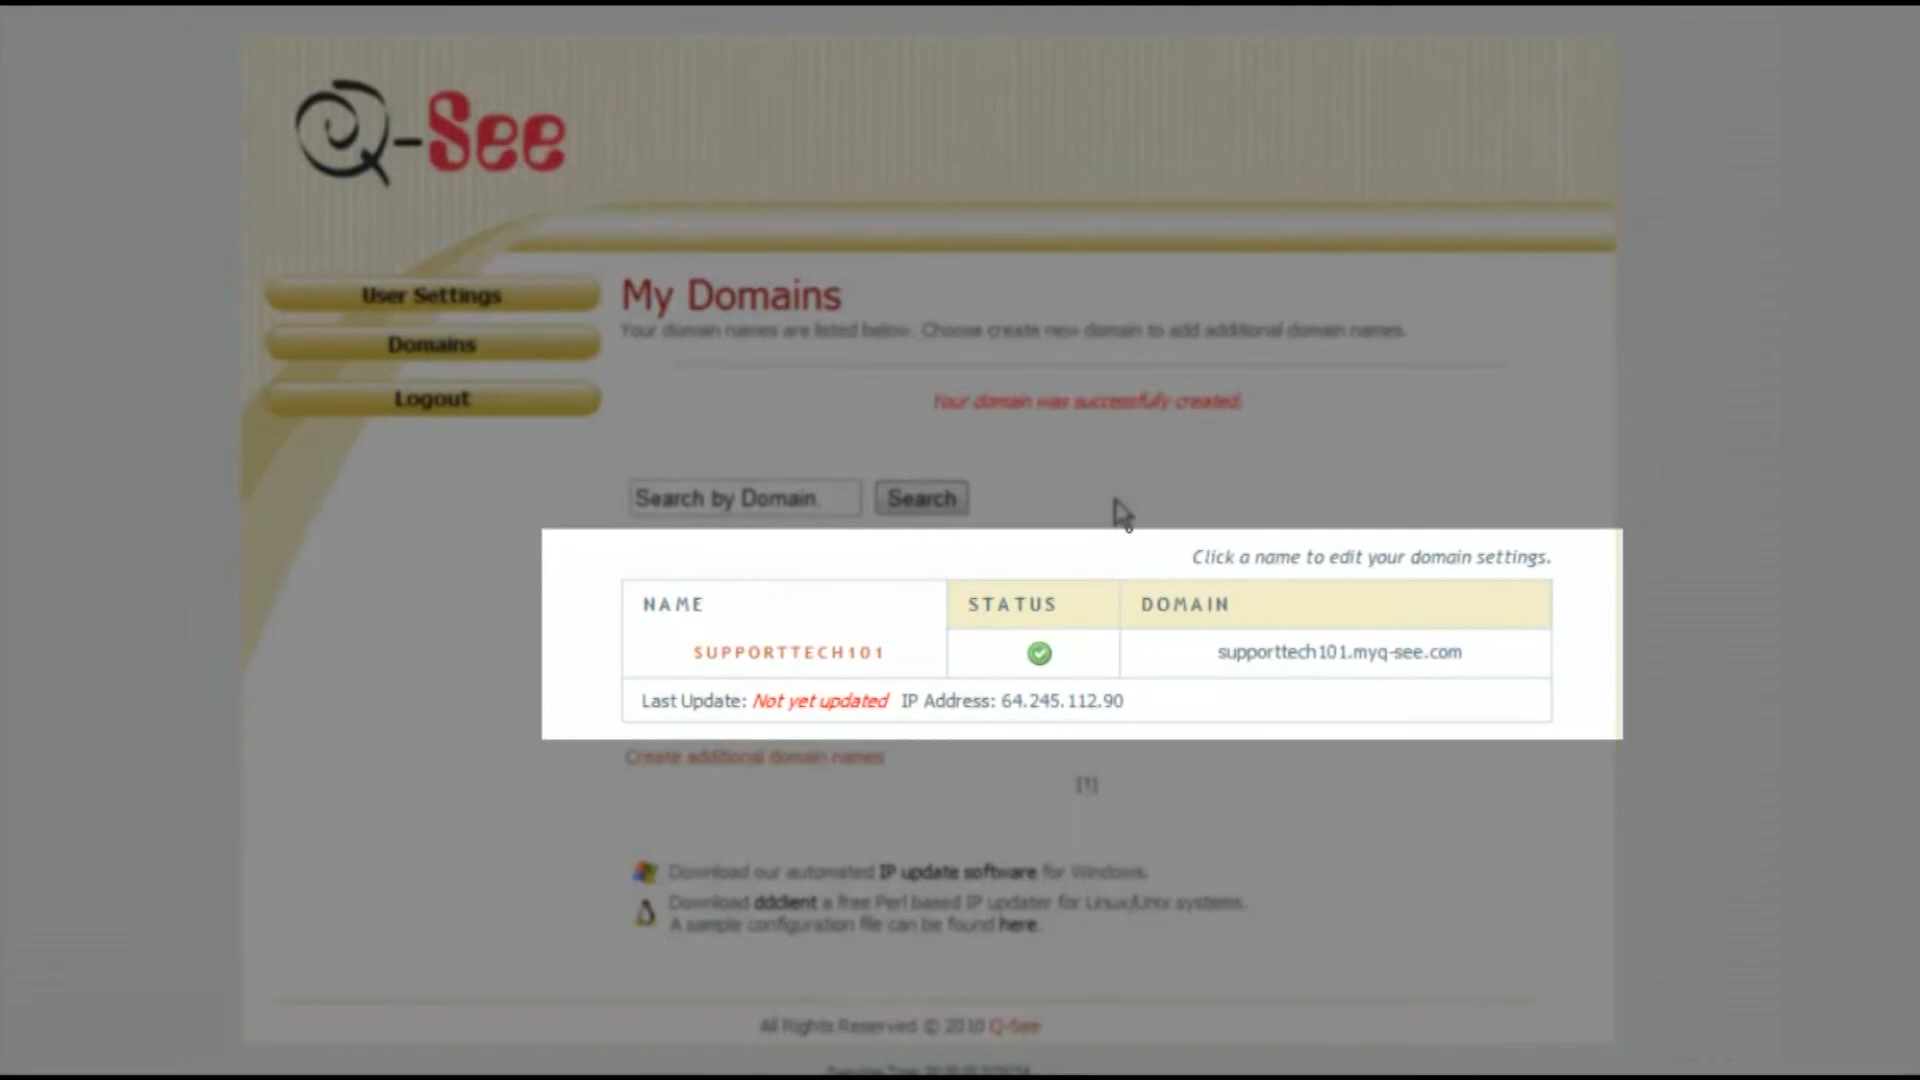 Q-See
User Settings
Domains
Logout
My Domains
Your domain names are listed below. Choose create new domain to add additional domain names.
Your domain was successfully created.
Search by Domain.
Search
Click a name to edit your domain settings.
NAME STATUS DOMAIN
SUPPORTTECH101 supporttech101.myq-see.com
Last Update: Not yet updated IP Address: 64.245.112.90
Create additional domain names
[1]
Download our automated IP update software for Windows.
Download ddclient a free Perl based IP updater for Linux/Unix systems.
A sample configuration file can be found here.
All Rights Reserved © 2010 Q-See